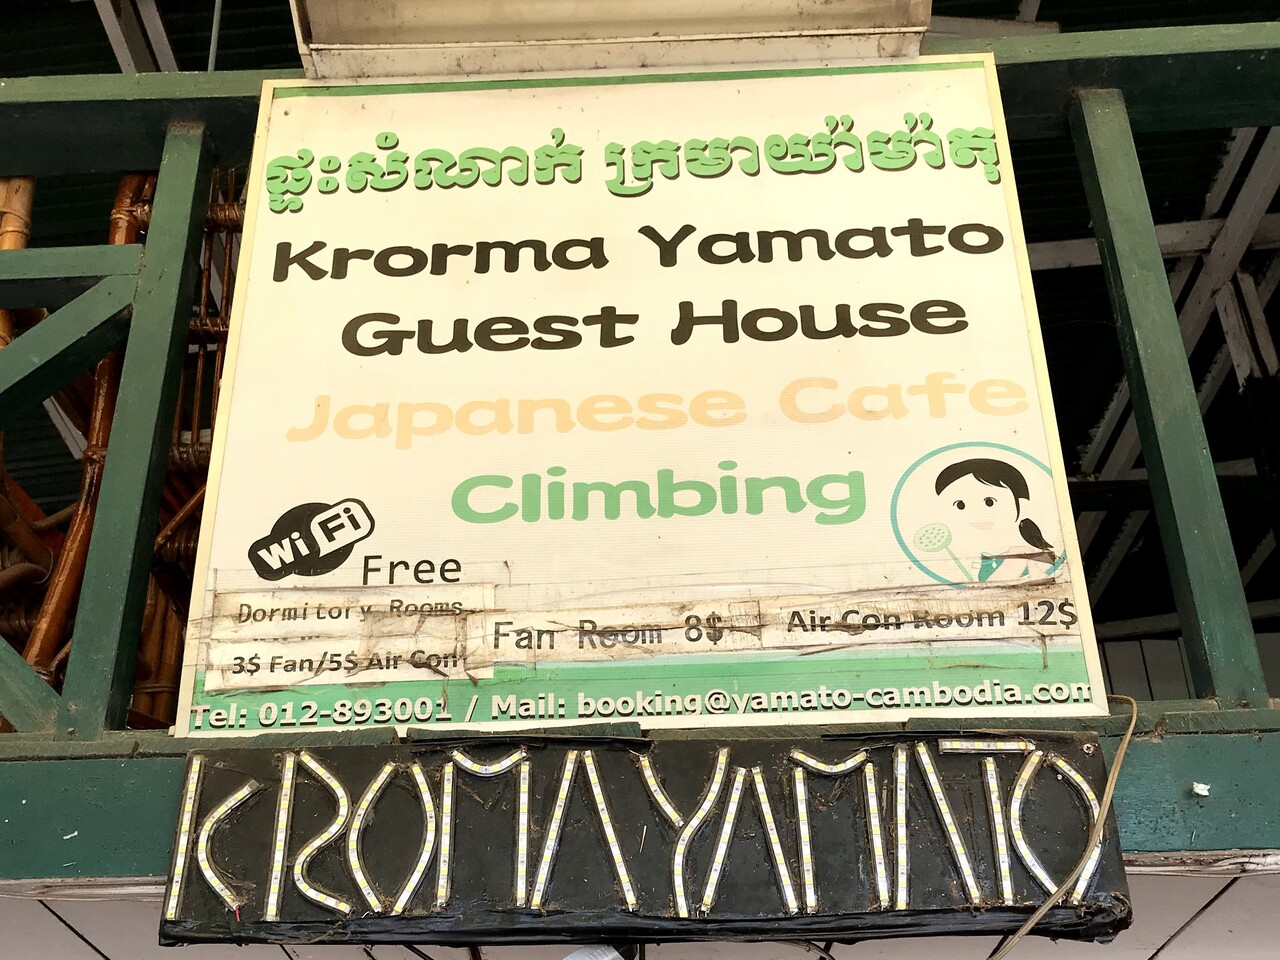 ផ្ទះសំណាក់ ក្រមាយ៉ាម៉ាតុ
Krorma Yamato
Guest House
Japanese Cafe
Climbing
WiFi
Free
Dormitory Rooms
3$ Fan/5$ Air Con
Fan Room 8$
Air Con Room 12$
Tel: 012-893001 / Mail: booking@yamato-cambodia.com
KROMA YAMATO